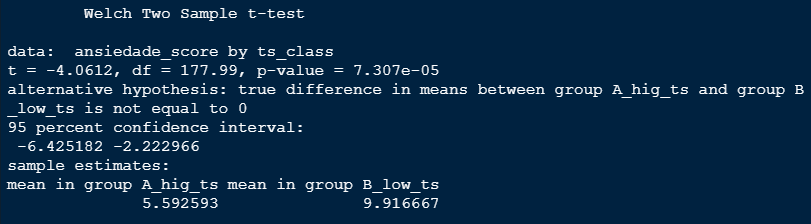 Welch Two Sample t-test
data:  ansiedade_score by ts_class
t = -4.0612, df = 177.99, p-value = 7.307e-05
alternative hypothesis: true difference in means between group A_hig_ts and group B
_low_ts is not equal to 0
95 percent confidence interval:
 -6.425182 -2.222966
sample estimates:
mean in group A_hig_ts mean in group B_low_ts
              5.592593               9.916667